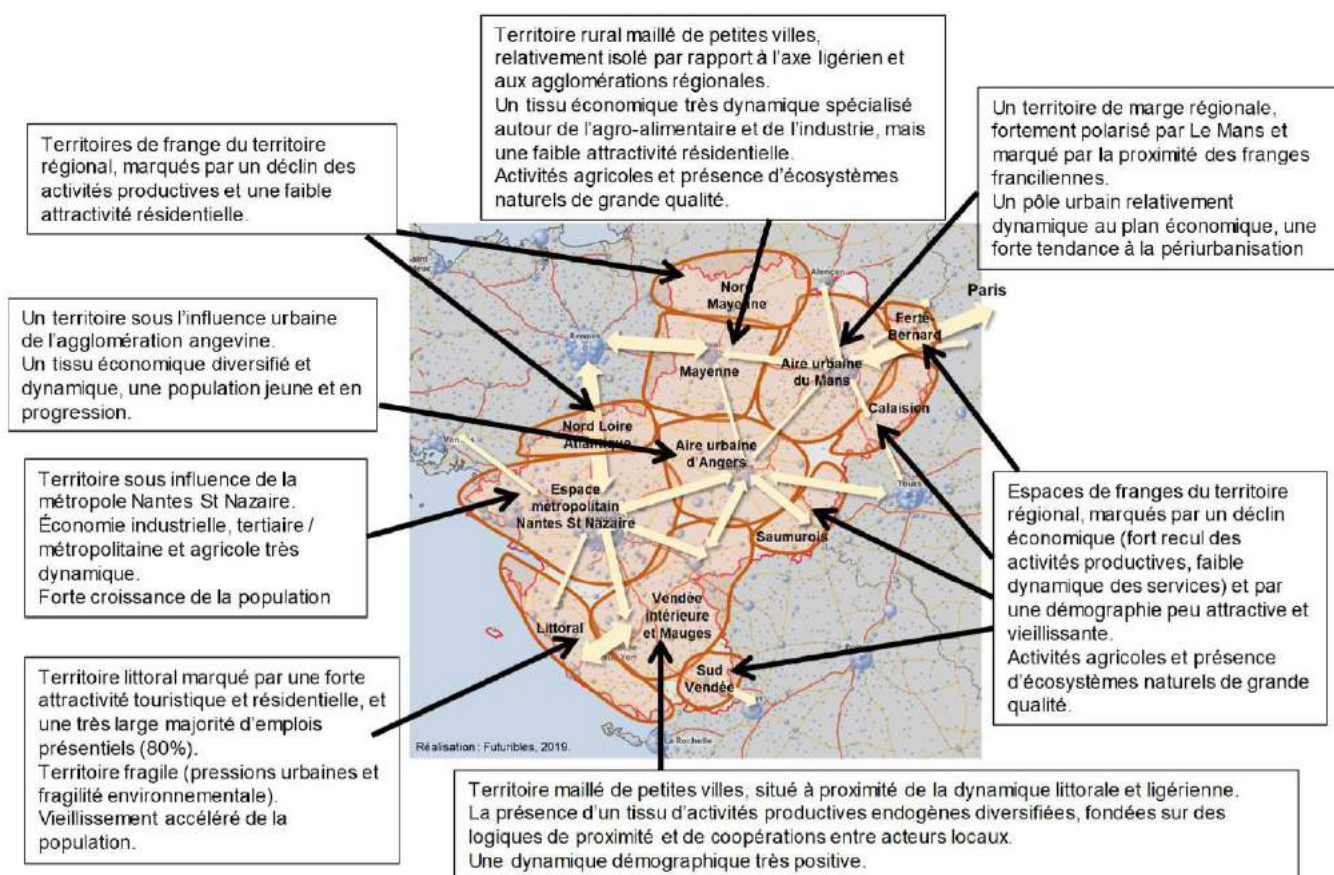 Territoire rural maillé de petites villes,
relativement isolé par rapport à l'axe ligérien et
aux agglomérations régionales.
Un tissu économique très dynamique spécialisé
autour de l'agro-alimentaire et de l'industrie, mais
une faible attractivité résidentielle.
Activités agricoles et présence d'écosystèmes
naturels de grande qualité.
Un territoire de marge régionale,
fortement polarisé par Le Mans et
marqué par la proximité des franges
franciliennes.
Un pôle urbain relativement
dynamique au plan économique, une
forte tendance à la périurbanisation
Territoires de frange du territoire
régional, marqués par un déclin des
activités productives et une faible
attractivité résidentielle.
Un territoire sous l'influence urbaine
de l'agglomération angevine.
Un tissu économique diversifié et
dynamique, une population jeune et en
progression.
Territoire sous influence de la
métropole Nantes St Nazaire.
Économie industrielle, tertiaire /
métropolitaine et agricole très
dynamique.
Forte croissance de la population
Territoire littoral marqué par une forte
attractivité touristique et résidentielle, et
une très large majorité d'emplois
présentiels (80%).
Territoire fragile (pressions urbaines et
fragilité environnementale).
Vieillissement accéléré de la
population.
Alençon
Nord
Mayenne
Paris
Ferté-
Bernard
Rennes
Mayenne
Aire urbaine
du Mans
Calaision
Nord Loire
Atlantique
Aire urbaine
d'Angers
Tours
Espace
métropolitain
Nantes St Nazaire
Saumurois
Vendée
intérieure
et Mauges
Littoral
Sud
Vendée
La Rochelle
Réalisation : Futuribles, 2019.
Espaces de franges du territoire
régional, marqués par un déclin
économique (fort recul des
activités productives, faible
dynamique des services) et par
une démographie peu attractive et
vieillissante.
Activités agricoles et présence
d'écosystèmes naturels de grande
qualité.
Territoire maillé de petites villes, situé à proximité de la dynamique littorale et ligérienne.
La présence d'un tissu d'activités productives endogènes diversifiées, fondées sur des
logiques de proximité et de coopérations entre acteurs locaux.
Une dynamique démographique très positive.